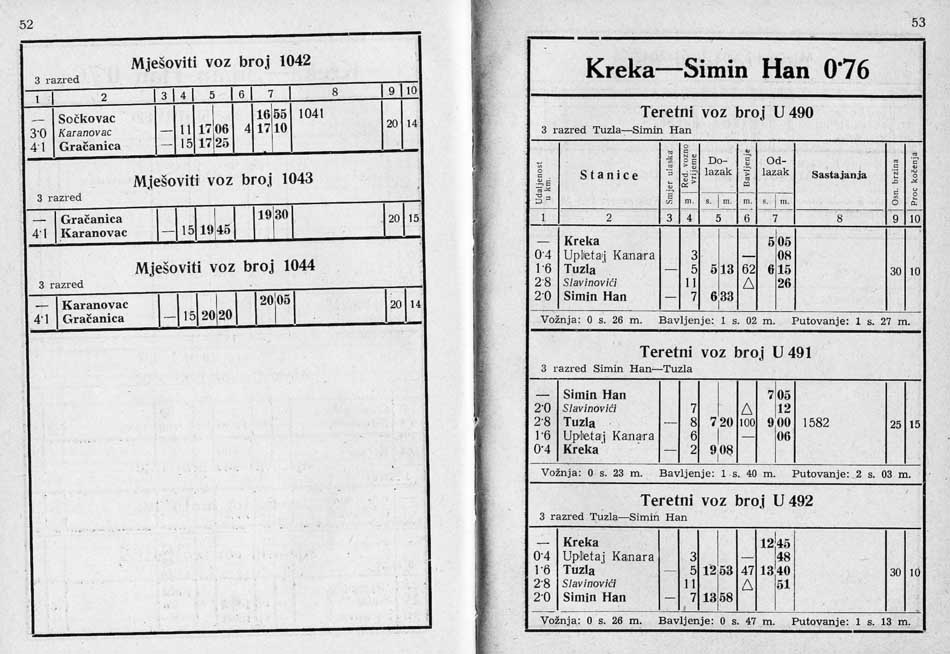 52
Mješoviti voz broj 1042
3 razred
1 2 3 4 5 6 7 8 9 10
— Sočkovac 16 55 1041 20 14
3·0 Karanovac — 11 17 06 4 17 10
4·1 Gračanica — 15 17 25
Mješoviti voz broj 1043
3 razred
— Gračanica 19 30 20 15
4·1 Karanovac — 15 19 45
Mješoviti voz broj 1044
3 razred
— Karanovac 20 05 20 14
4·1 Gračanica — 15 20 20
53
Kreka—Simin Han 0·76
Teretni voz broj U 490
3 razred Tuzla—Simin Han
Udaljenost u km. Stanice Smjer ulaska Red. vozno vrijeme Dolazak Bavljenje Odlazak Sastajanja Osn. brzina Proc kočenja
m. s. m. m. s. m.
1 2 3 4 5 6 7 8 9 10
— Kreka 5 05
0·4 Upletaj Kanara 3 — 08
1·6 Tuzla — 5 5 13 62 6 15 30 10
2·8 Slavinovići 11 △ 26
2·0 Simin Han — 7 6 33
Vožnja: 0 s. 26 m. Bavljenje: 1 s. 02 m. Putovanje: 1 s. 27 m.
Teretni voz broj U 491
3 razred Simin Han—Tuzla
— Simin Han 7 05
2·0 Slavinovići 7 △ 12
2·8 Tuzla — 8 7 20 100 9 00 1582 25 15
1·6 Upletaj Kanara 6 — 06
0·4 Kreka — 2 9 08
Vožnja: 0 s. 23 m. Bavljenje: 1 s. 40 m. Putovanje: 2 s. 03 m.
Teretni voz broj U 492
3 razred Tuzla—Simin Han
— Kreka 12 45
0·4 Upletaj Kanara 3 — 48
1·6 Tuzla — 5 12 53 47 13 40 30 10
2·8 Slavinovići 11 △ 51
2·0 Simin Han — 7 13 58
Vožnja: 0 s. 26 m. Bavljenje: 0 s. 47 m. Putovanje: 1 s. 13 m.